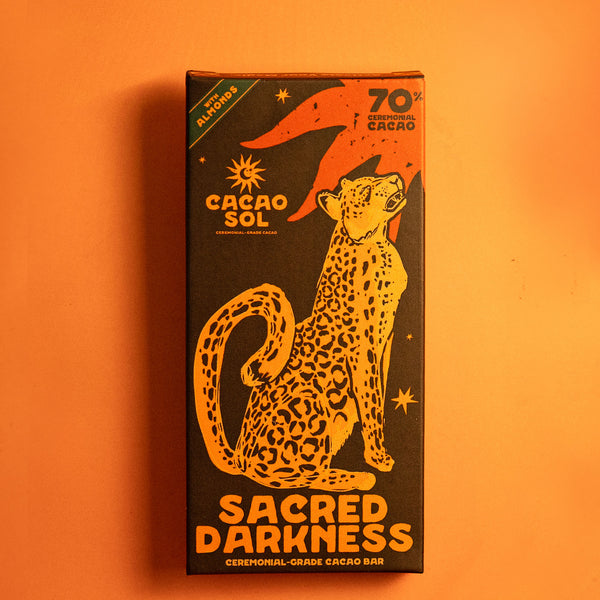 WITH
ALMONDS
70%
CEREMONIAL
CACAO
CACAO
SOL
CEREMONIAL-GRADE CACAO
SACRED
DARKNESS
CEREMONIAL-GRADE CACAO BAR